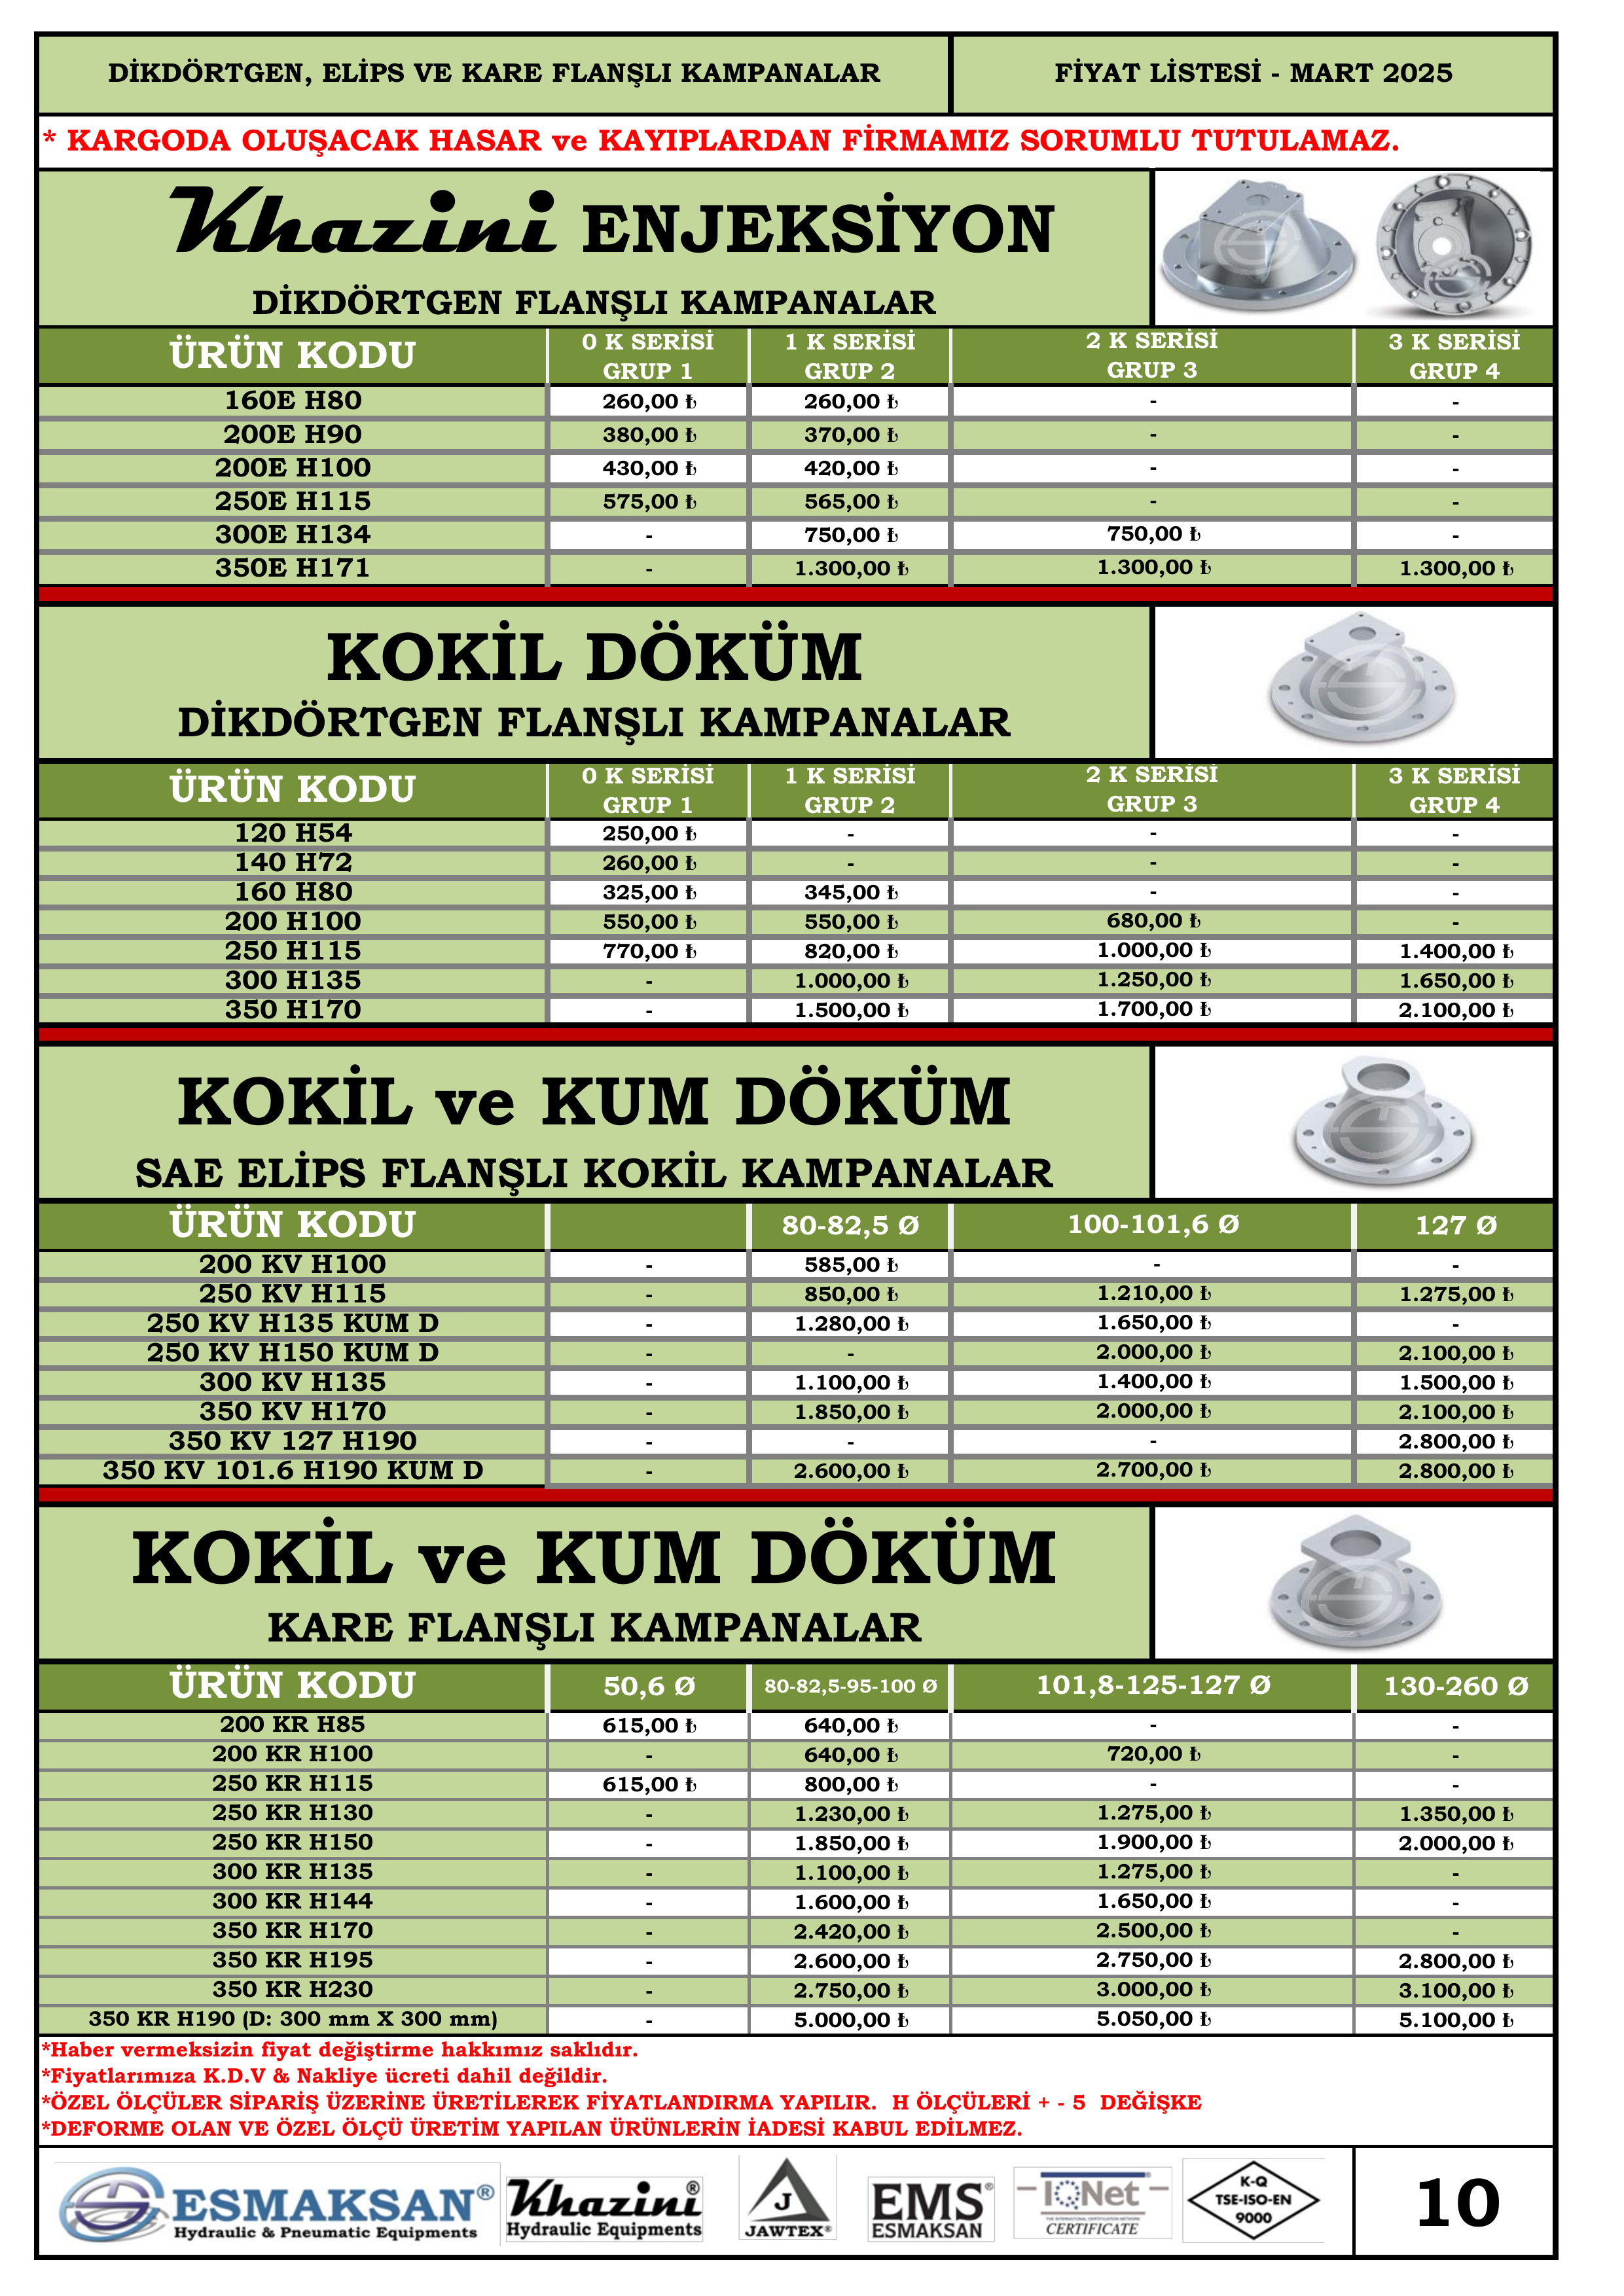 DİKDÖRTGEN, ELİPS VE KARE FLANŞLI KAMPANALAR FİYAT LİSTESİ - MART 2025
* KARGODA OLUŞACAK HASAR ve KAYIPLARDAN FİRMAMIZ SORUMLU TUTULAMAZ.
Khazini ENJEKSİYON
DİKDÖRTGEN FLANŞLI KAMPANALAR
ÜRÜN KODU 0 K SERİSİ GRUP 1 1 K SERİSİ GRUP 2 2 K SERİSİ GRUP 3 3 K SERİSİ GRUP 4
160E H80 260,00 ₺ 260,00 ₺ - -
200E H90 380,00 ₺ 370,00 ₺ - -
200E H100 430,00 ₺ 420,00 ₺ - -
250E H115 575,00 ₺ 565,00 ₺ - -
300E H134 - 750,00 ₺ 750,00 ₺ -
350E H171 - 1.300,00 ₺ 1.300,00 ₺ 1.300,00 ₺
KOKİL DÖKÜM
DİKDÖRTGEN FLANŞLI KAMPANALAR
ÜRÜN KODU 0 K SERİSİ GRUP 1 1 K SERİSİ GRUP 2 2 K SERİSİ GRUP 3 3 K SERİSİ GRUP 4
120 H54 250,00 ₺ - - -
140 H72 260,00 ₺ - - -
160 H80 325,00 ₺ 345,00 ₺ - -
200 H100 550,00 ₺ 550,00 ₺ 680,00 ₺ -
250 H115 770,00 ₺ 820,00 ₺ 1.000,00 ₺ 1.400,00 ₺
300 H135 - 1.000,00 ₺ 1.250,00 ₺ 1.650,00 ₺
350 H170 - 1.500,00 ₺ 1.700,00 ₺ 2.100,00 ₺
KOKİL ve KUM DÖKÜM
SAE ELİPS FLANŞLI KOKİL KAMPANALAR
ÜRÜN KODU 80-82,5 Ø 100-101,6 Ø 127 Ø
200 KV H100 - 585,00 ₺ - -
250 KV H115 - 850,00 ₺ 1.210,00 ₺ 1.275,00 ₺
250 KV H135 KUM D - 1.280,00 ₺ 1.650,00 ₺ -
250 KV H150 KUM D - - 2.000,00 ₺ 2.100,00 ₺
300 KV H135 - 1.100,00 ₺ 1.400,00 ₺ 1.500,00 ₺
350 KV H170 - 1.850,00 ₺ 2.000,00 ₺ 2.100,00 ₺
350 KV 127 H190 - - - 2.800,00 ₺
350 KV 101.6 H190 KUM D - 2.600,00 ₺ 2.700,00 ₺ 2.800,00 ₺
KOKİL ve KUM DÖKÜM
KARE FLANŞLI KAMPANALAR
ÜRÜN KODU 50,6 Ø 80-82,5-95-100 Ø 101,8-125-127 Ø 130-260 Ø
200 KR H85 615,00 ₺ 640,00 ₺ - -
200 KR H100 - 640,00 ₺ 720,00 ₺ -
250 KR H115 615,00 ₺ 800,00 ₺ - -
250 KR H130 - 1.230,00 ₺ 1.275,00 ₺ 1.350,00 ₺
250 KR H150 - 1.850,00 ₺ 1.900,00 ₺ 2.000,00 ₺
300 KR H135 - 1.100,00 ₺ 1.275,00 ₺ -
300 KR H144 - 1.600,00 ₺ 1.650,00 ₺ -
350 KR H170 - 2.420,00 ₺ 2.500,00 ₺ -
350 KR H195 - 2.600,00 ₺ 2.750,00 ₺ 2.800,00 ₺
350 KR H230 - 2.750,00 ₺ 3.000,00 ₺ 3.100,00 ₺
350 KR H190 (D: 300 mm X 300 mm) - 5.000,00 ₺ 5.050,00 ₺ 5.100,00 ₺
*Haber vermeksizin fiyat değiştirme hakkımız saklıdır.
*Fiyatlarımıza K.D.V & Nakliye ücreti dahil değildir.
*ÖZEL ÖLÇÜLER SİPARİŞ ÜZERİNE ÜRETİLEREK FİYATLANDIRMA YAPILIR. H ÖLÇÜLERİ + - 5 DEĞİŞKE
*DEFORME OLAN VE ÖZEL ÖLÇÜ ÜRETİM YAPILAN ÜRÜNLERİN İADESİ KABUL EDİLMEZ.
ESMAKSAN®
Hydraulic & Pneumatic Equipments
Khazini®
Hydraulic Equipments
J
JAWTEX®
EMS®
ESMAKSAN
IQNet
THE INTERNATIONAL CERTIFICATION NETWORK
CERTIFICATE
K-Q
TSE-ISO-EN
9000
10